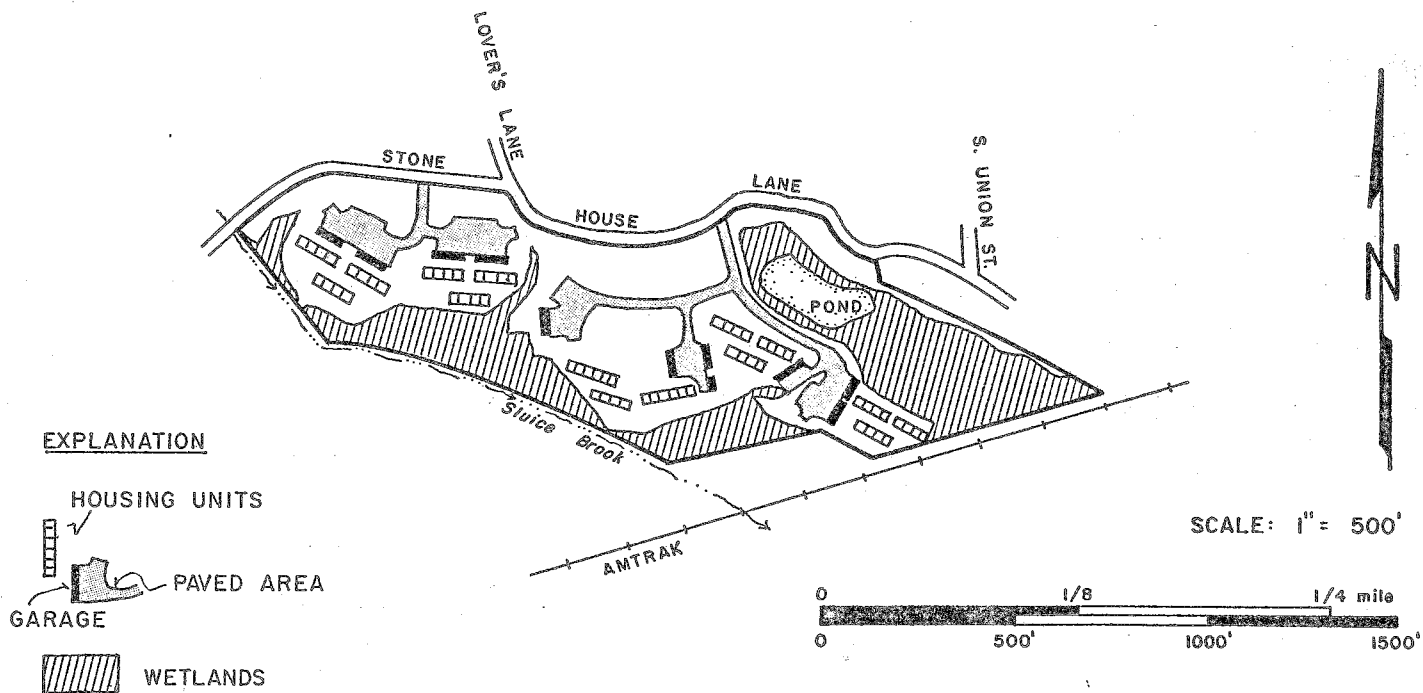 LOVER'S LANE
STONE
HOUSE
LANE
S. UNION ST.
POND
Sluice Brook
AMTRAK
N
EXPLANATION
HOUSING UNITS
PAVED AREA
GARAGE
WETLANDS
SCALE: 1" = 500'
0 1/8 1/4 mile
0 500' 1000' 1500'